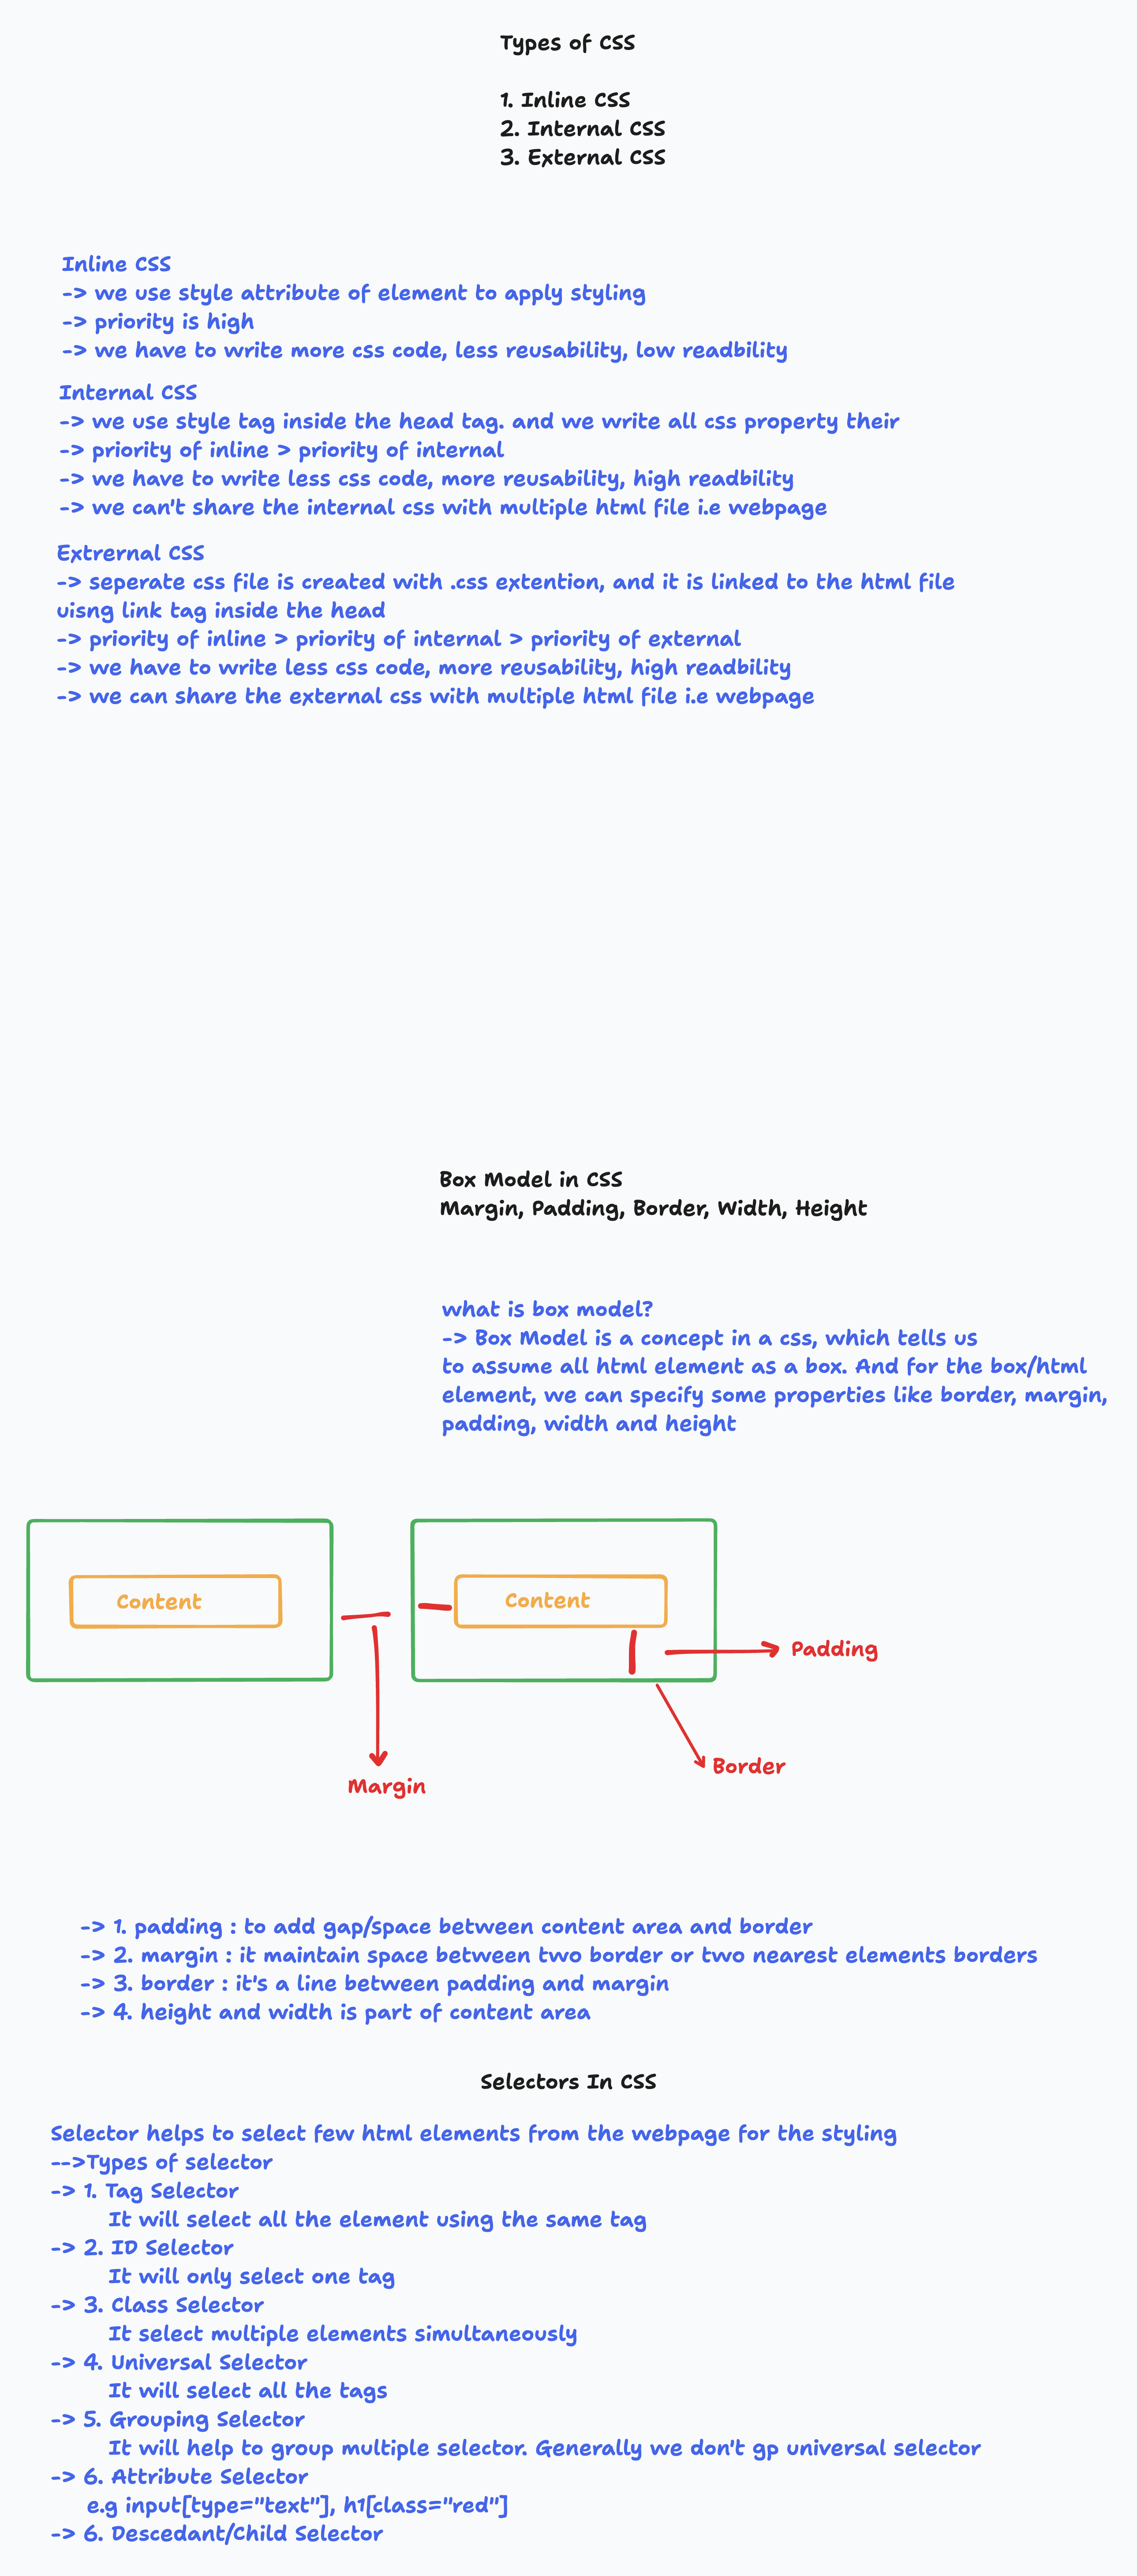 Types of CSS
1. Inline CSS
2. Internal CSS
3. External CSS
Inline CSS
-> we use style attribute of element to apply styling
-> priority is high
-> we have to write more css code, less reusability, low readbility
Internal CSS
-> we use style tag inside the head tag. and we write all css property their
-> priority of inline > priority of internal
-> we have to write less css code, more reusability, high readbility
-> we can't share the internal css with multiple html file i.e webpage
Extrernal CSS
-> seperate css file is created with .css extention, and it is linked to the html file
uisng link tag inside the head
-> priority of inline > priority of internal > priority of external
-> we have to write less css code, more reusability, high readbility
-> we can share the external css with multiple html file i.e webpage
Box Model in CSS
Margin, Padding, Border, Width, Height
what is box model?
-> Box Model is a concept in a css, which tells us
to assume all html element as a box. And for the box/html
element, we can specify some properties like border, margin,
padding, width and height
Content
Content
Padding
Border
Margin
-> 1. padding : to add gap/space between content area and border
-> 2. margin : it maintain space between two border or two nearest elements borders
-> 3. border : it's a line between padding and margin
-> 4. height and width is part of content area
Selectors In CSS
Selector helps to select few html elements from the webpage for the styling
-->Types of selector
-> 1. Tag Selector
It will select all the element using the same tag
-> 2. ID Selector
It will only select one tag
-> 3. Class Selector
It select multiple elements simultaneously
-> 4. Universal Selector
It will select all the tags
-> 5. Grouping Selector
It will help to group multiple selector. Generally we don't gp universal selector
-> 6. Attribute Selector
e.g input[type="text"], h1[class="red"]
-> 6. Descedant/Child Selector